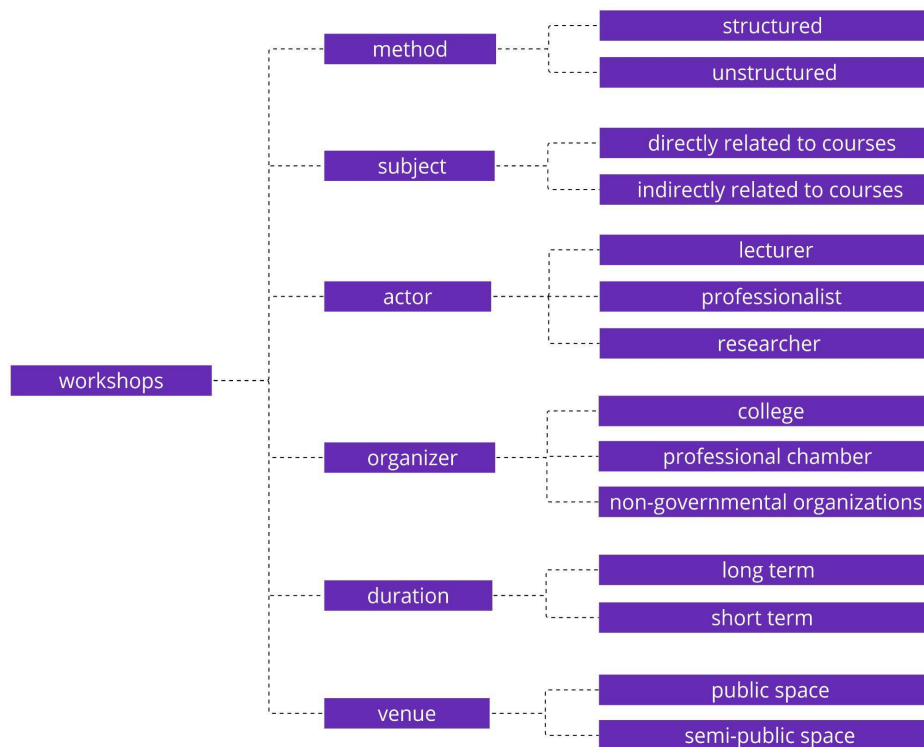 workshops
method
structured
unstructured
subject
directly related to courses
indirectly related to courses
actor
lecturer
professionalist
researcher
organizer
college
professional chamber
non-governmental organizations
duration
long term
short term
venue
public space
semi-public space